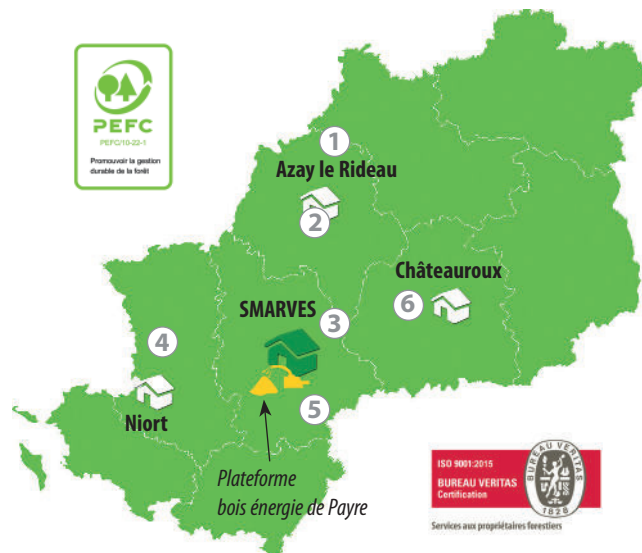 PEFC
PEFC/10-22-1
Promouvoir la gestion
durable de la forêt
1
Azay le Rideau
2
Châteauroux
6
SMARVES
3
4
5
Niort
Plateforme
bois énergie de Payre
ISO 9001:2015
BUREAU VERITAS
Certification
BUREAU VERITAS
1828
Services aux propriétaires forestiers